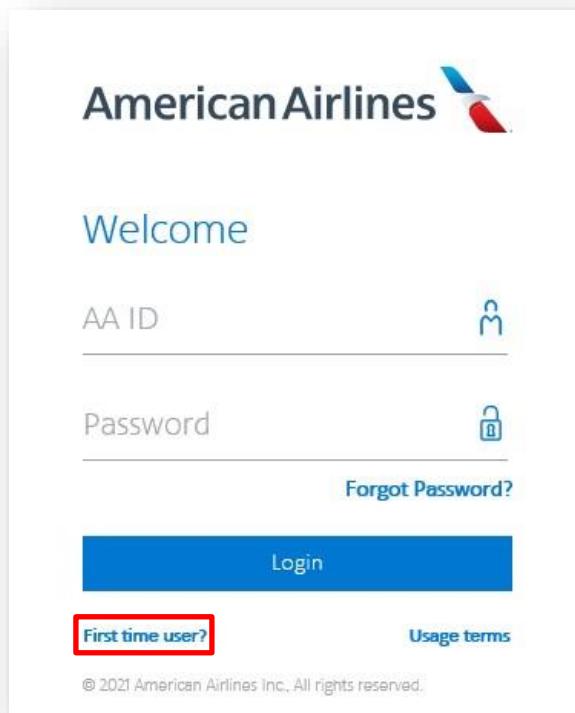 American Airlines
Welcome
AA ID
Password
Forgot Password?
Login
First time user? Usage terms
© 2021 American Airlines Inc., All rights reserved.